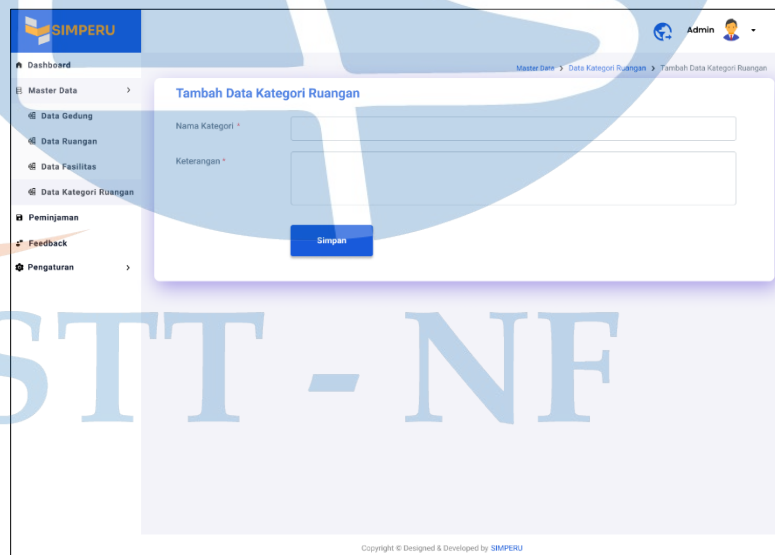 SIMPERU
Admin
Dashboard
Master Data > Data Kategori Ruangan > Tambah Data Kategori Ruangan
Master Data >
Data Gedung
Data Ruangan
Data Fasilitas
Data Kategori Ruangan
Peminjaman
Feedback
Pengaturan >
Tambah Data Kategori Ruangan
Nama Kategori *
Keterangan *
Simpan
STT - NF
Copyright © Designed & Developed by SIMPERU